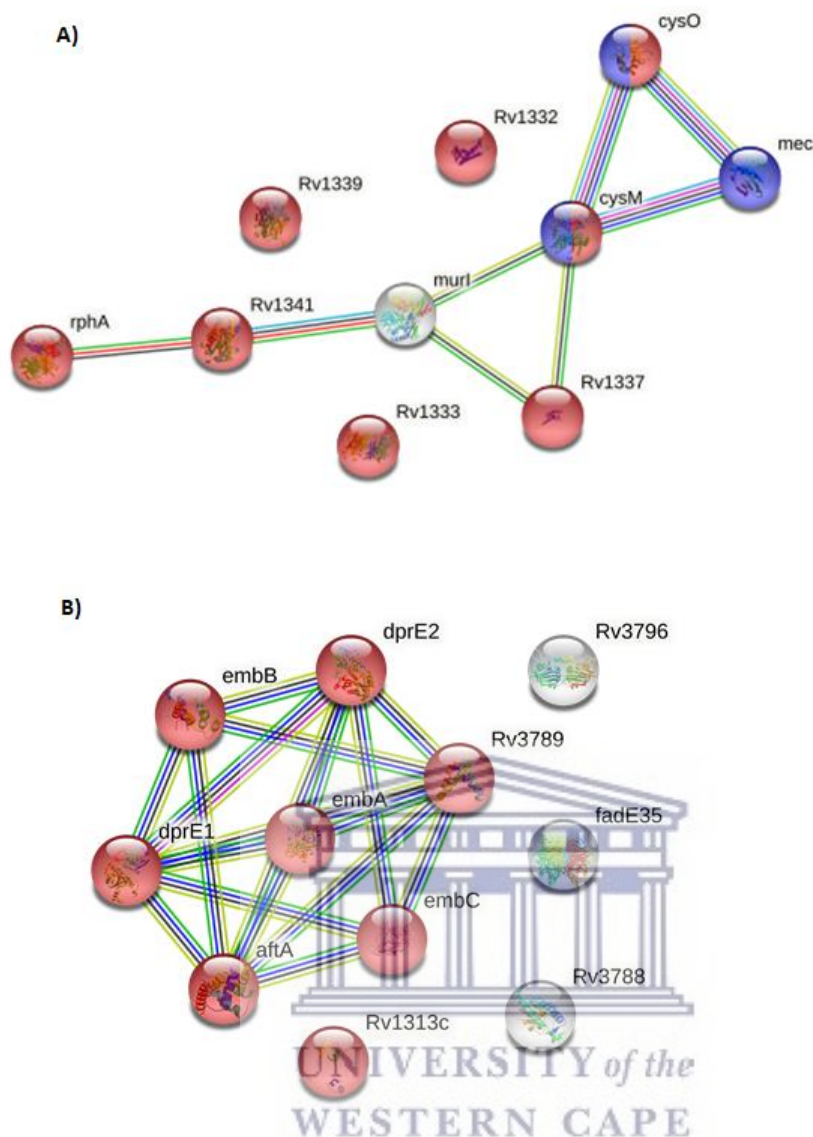 A)
cysO
Rv1332
mec
Rv1339
cysM
murI
Rv1341
rphA
Rv1337
Rv1333
B)
dprE2
Rv3796
embB
Rv3789
embA
fadE35
dprE1
embC
aftA
Rv3788
Rv1313c
UNIVERSITY of the
WESTERN CAPE